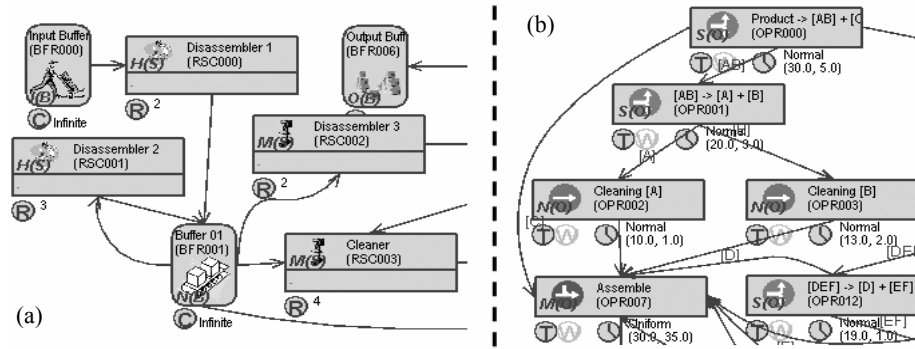 Input Buffer
(BFR000)
I(B)
C Infinite
Disassembler 1
(RSC000)
H(S)
-
R 2
Output Buff
(BFR006)
O(B)
Disassembler 2
(RSC001)
H(S)
-
R 3
Disassembler 3
(RSC002)
M(S)
-
R 2
Buffer 01
(BFR001)
N(B)
C Infinite
Cleaner
(RSC003)
-
R 4
(a)
(b)
Product -> [AB] + [C
(OPR000)
S(O)
T W Normal
[AB]
(30.0, 5.0)
[AB] -> [A] + [B]
(OPR001)
S(O)
T W Normal
(20.0, 3.0)
[A]
Cleaning [A]
(OPR002)
N(O)
T W Normal
(10.0, 1.0)
Cleaning [B]
(OPR003)
N(O)
T W Normal
(13.0, 2.0)
[D]
[DEF
Assemble
(OPR007)
M(O)
T W Uniform
(30.0, 35.0)
[DEF] -> [D] + [EF]
(OPR012)
S(O)
T W Normal
(19.0, 1.0)
[EF]